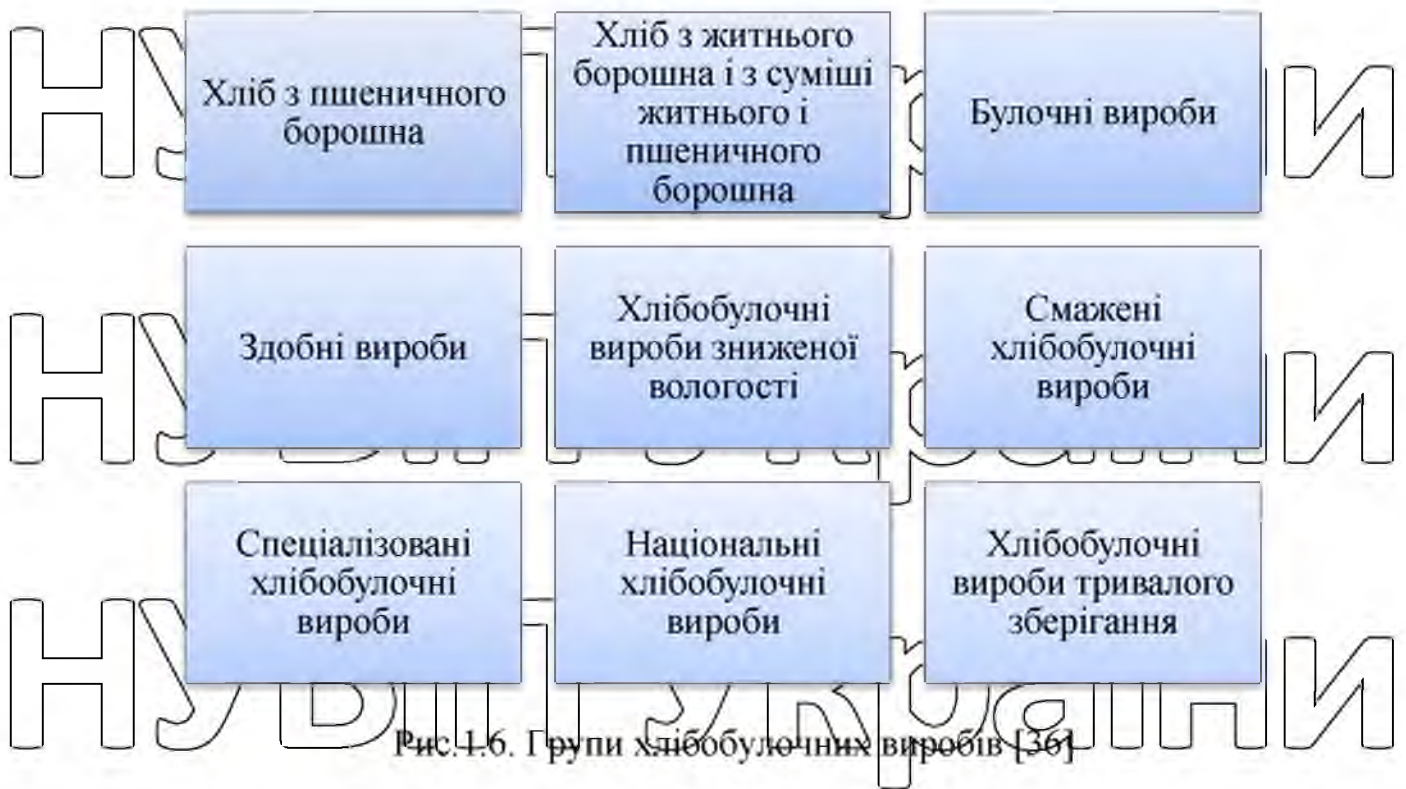 Хліб з пшеничного
борошна
Хліб з житнього
борошна і з суміші
житнього і
пшеничного
борошна
Булочні вироби
Здобні вироби
Хлібобулочні
вироби зниженої
вологості
Смажені
хлібобулочні
вироби
Спеціалізовані
хлібобулочні
вироби
Національні
хлібобулочні
вироби
Хлібобулочні
вироби тривалого
зберігання
НУБіП України
Рис.1.6. Групи хлібобулочних виробів [36]